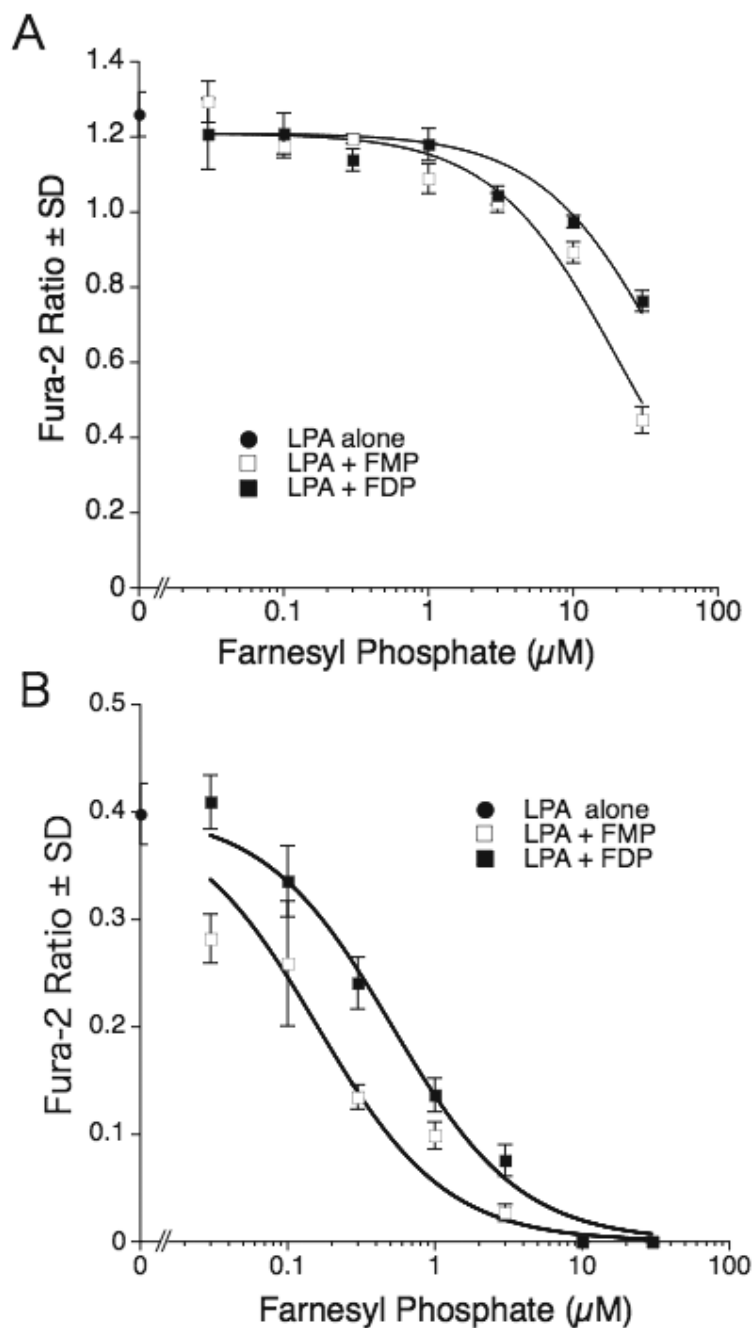 A
1.4
1.2
1.0
0.8
0.6
0.4
0.2
0
Fura-2 Ratio ± SD
LPA alone
LPA + FMP
LPA + FDP
0 // 0.1 1 10 100
Farnesyl Phosphate (µM)
B
0.5
0.4
0.3
0.2
0.1
0
Fura-2 Ratio ± SD
LPA alone
LPA + FMP
LPA + FDP
0 // 0.1 1 10 100
Farnesyl Phosphate (µM)